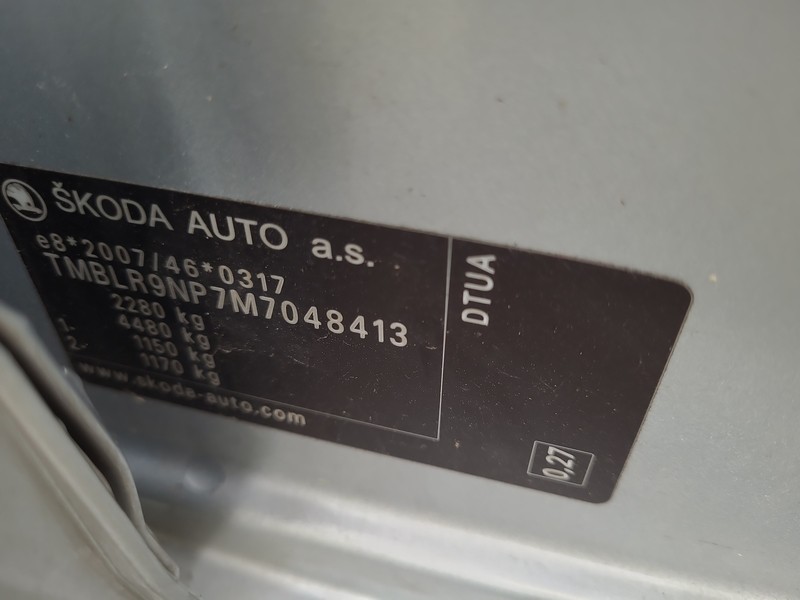 ŠKODA AUTO a.s.
e8*2007/46*0317
TMBLR9NP7M7048413
2280 kg
4480 kg
1. 1150 kg
2. 1170 kg
www.skoda-auto.com
DTUA
0,27